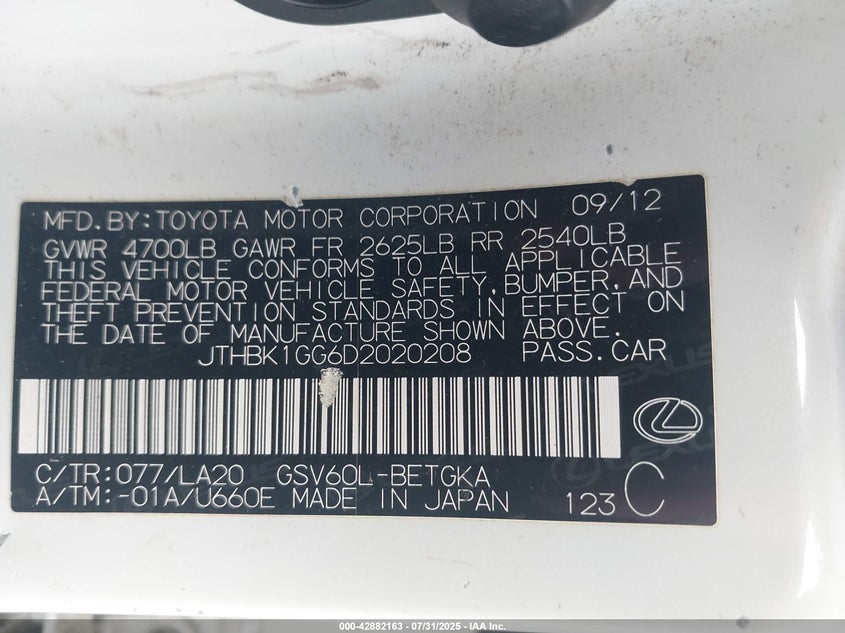 MFD.BY:TOYOTA MOTOR CORPORATION 09/12
GVWR 4700LB GAWR FR 2625LB RR 2540LB
THIS VEHICLE CONFORMS TO ALL APPLICABLE
FEDERAL MOTOR VEHICLE SAFETY,BUMPER,AND
THEFT PREVENTION STANDARDS IN EFFECT ON
THE DATE OF MANUFACTURE SHOWN ABOVE.
JTHBK1GG6D2020208 PASS.CAR
C/TR:077/LA20 GSV60L-BETGKA
A/TM:-01A/U660E MADE IN JAPAN 123 C
000-42882163 - 07/31/2025 - IAA Inc.